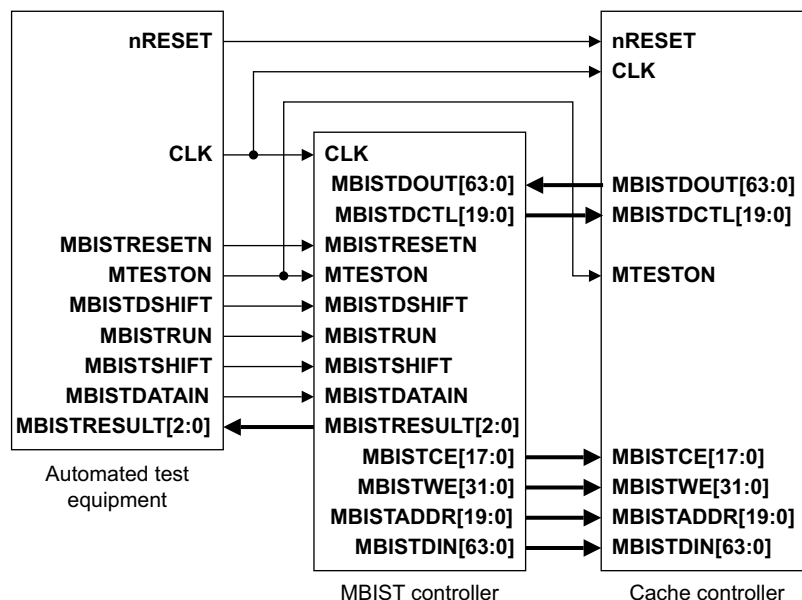 nRESET
nRESET
CLK
CLK
CLK
MBISTDOUT[63:0]
MBISTDOUT[63:0]
MBISTDCTL[19:0]
MBISTDCTL[19:0]
MBISTRESETN
MBISTRESETN
MTESTON
MTESTON
MTESTON
MBISTDSHIFT
MBISTDSHIFT
MBISTRUN
MBISTRUN
MBISTSHIFT
MBISTSHIFT
MBISTDATAIN
MBISTDATAIN
MBISTRESULT[2:0]
MBISTRESULT[2:0]
MBISTCE[17:0]
MBISTCE[17:0]
MBISTWE[31:0]
MBISTWE[31:0]
MBISTADDR[19:0]
MBISTADDR[19:0]
MBISTDIN[63:0]
MBISTDIN[63:0]
Automated test
equipment
MBIST controller
Cache controller